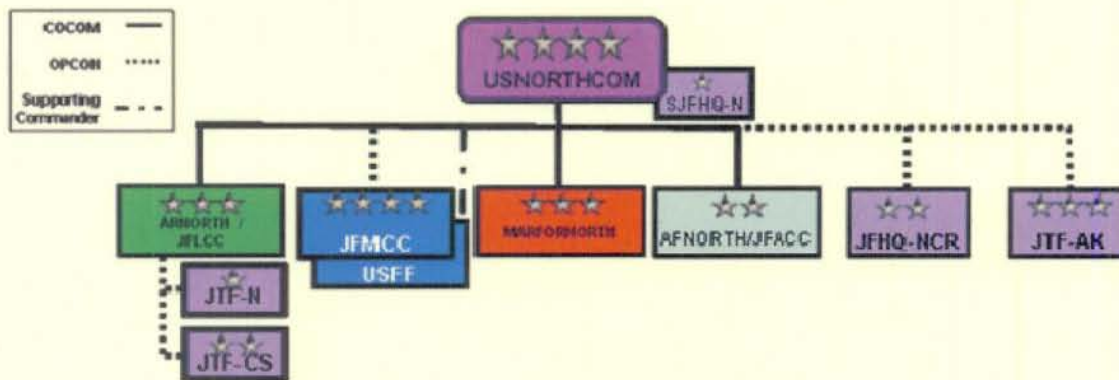 COCOM
OPCON
Supporting
Commander
USNORTHCOM
SJFHQ-N
ARNORTH /
JFLCC
JFMCC
USFF
MARFORNORTH
AFNORTH/JFACC
JFHQ-NCR
JTF-AK
JTF-N
JTF-CS